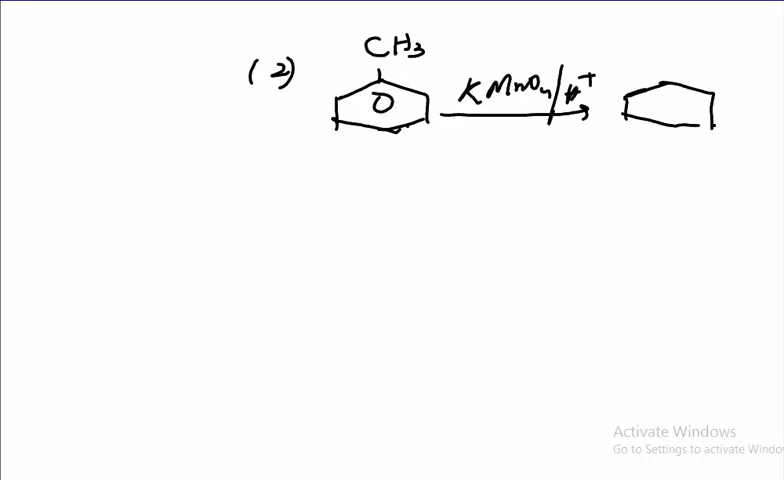 CH3
(2)
KMnO4/H+
Activate Windows
Go to Settings to activate Windo